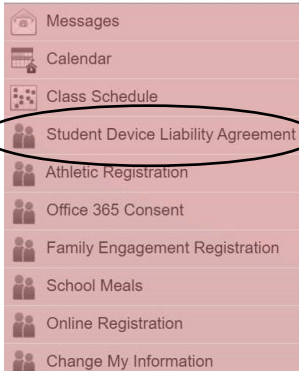 Messages
Calendar
Class Schedule
Student Device Liability Agreement
Athletic Registration
Office 365 Consent
Family Engagement Registration
School Meals
Online Registration
Change My Information